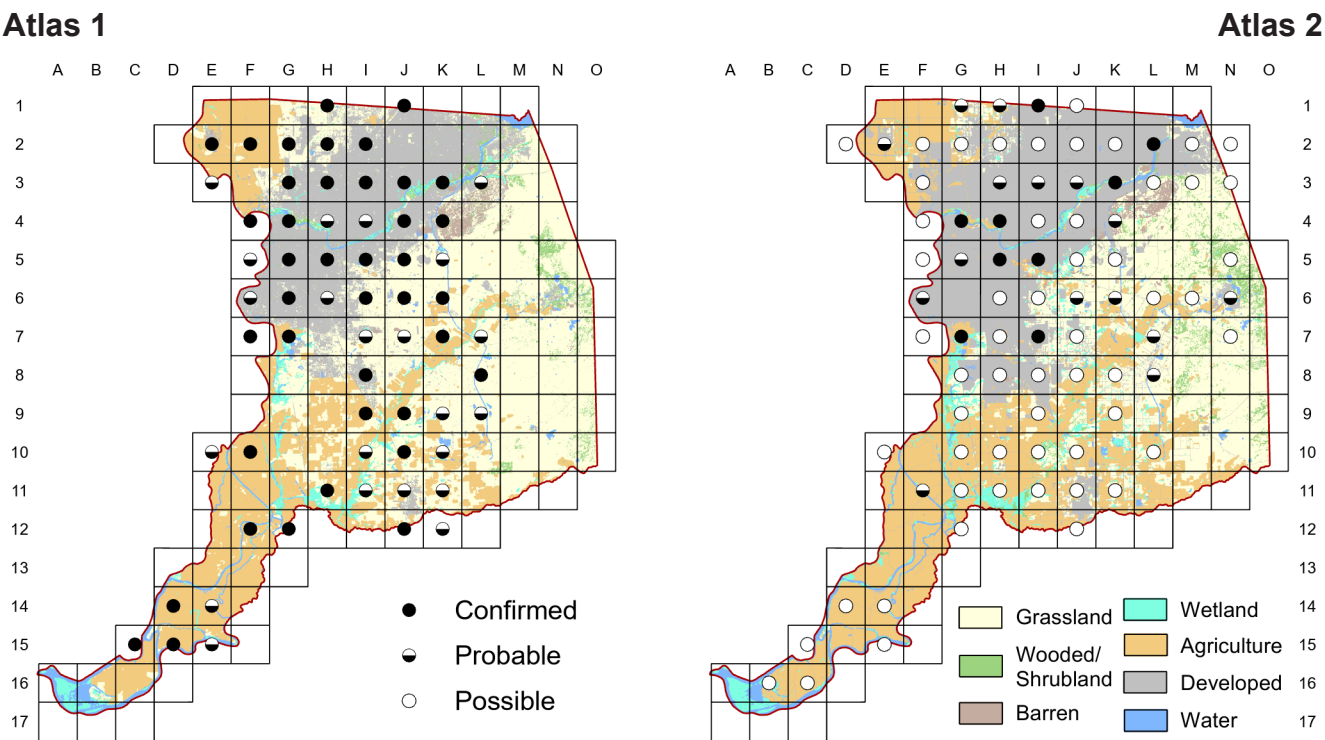 Atlas 1
Atlas 2
A B C D E F G H I J K L M N O
A B C D E F G H I J K L M N O
1
2
3
4
5
6
7
8
9
10
11
12
13
14
15
16
17
Confirmed
Probable
Possible
Grassland
Wooded/
Shrubland
Barren
Wetland
Agriculture
Developed
Water
1
2
3
4
5
6
7
8
9
10
11
12
13
14
15
16
17